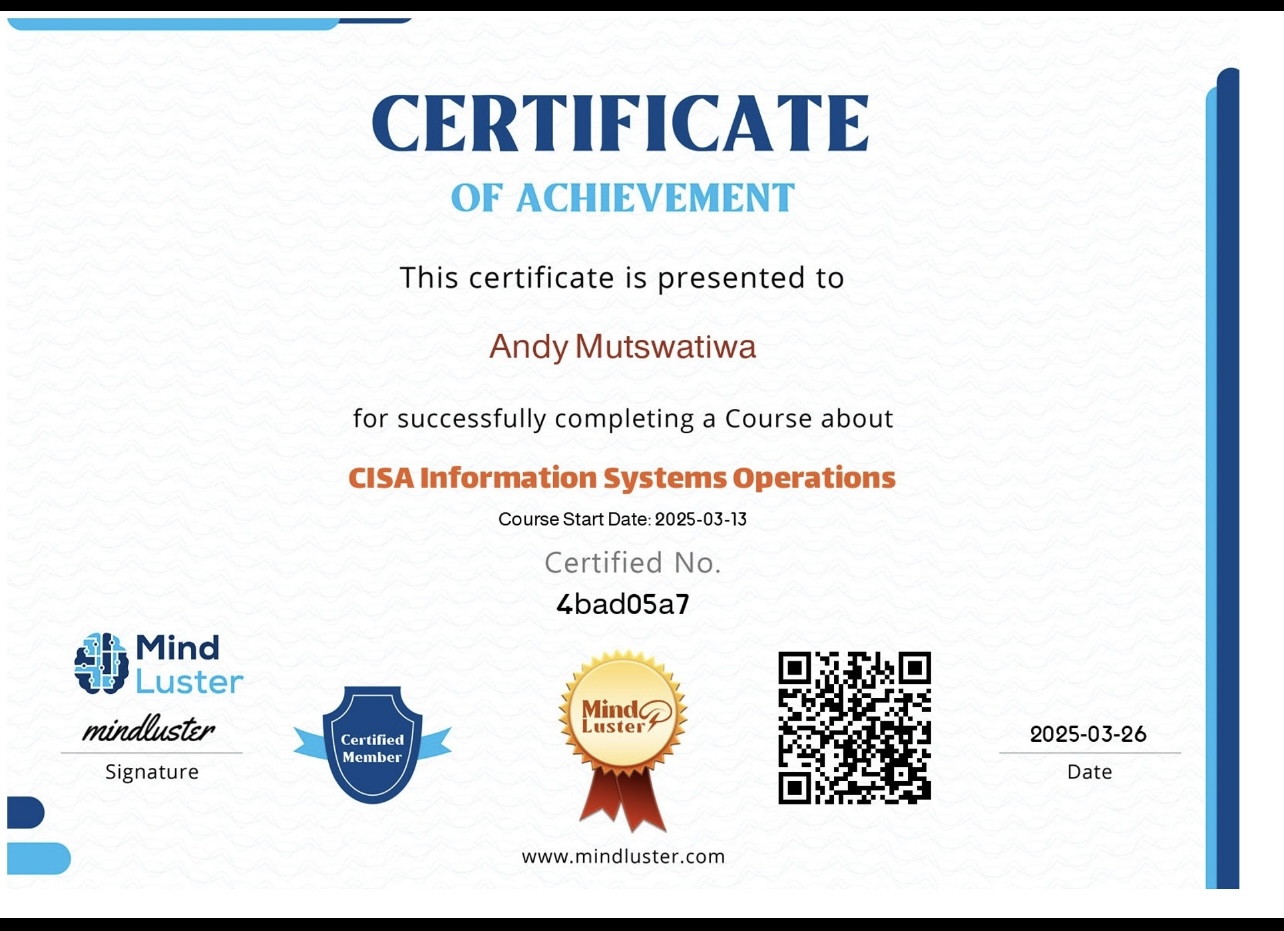 CERTIFICATE
OF ACHIEVEMENT
This certificate is presented to
Andy Mutswatiwa
for successfully completing a Course about
CISA Information Systems Operations
Course Start Date: 2025-03-13
Certified No.
4bad05a7
Mind
Luster
mindluster
Signature
Certified
Member
Mind
Luster
2025-03-26
Date
www.mindluster.com